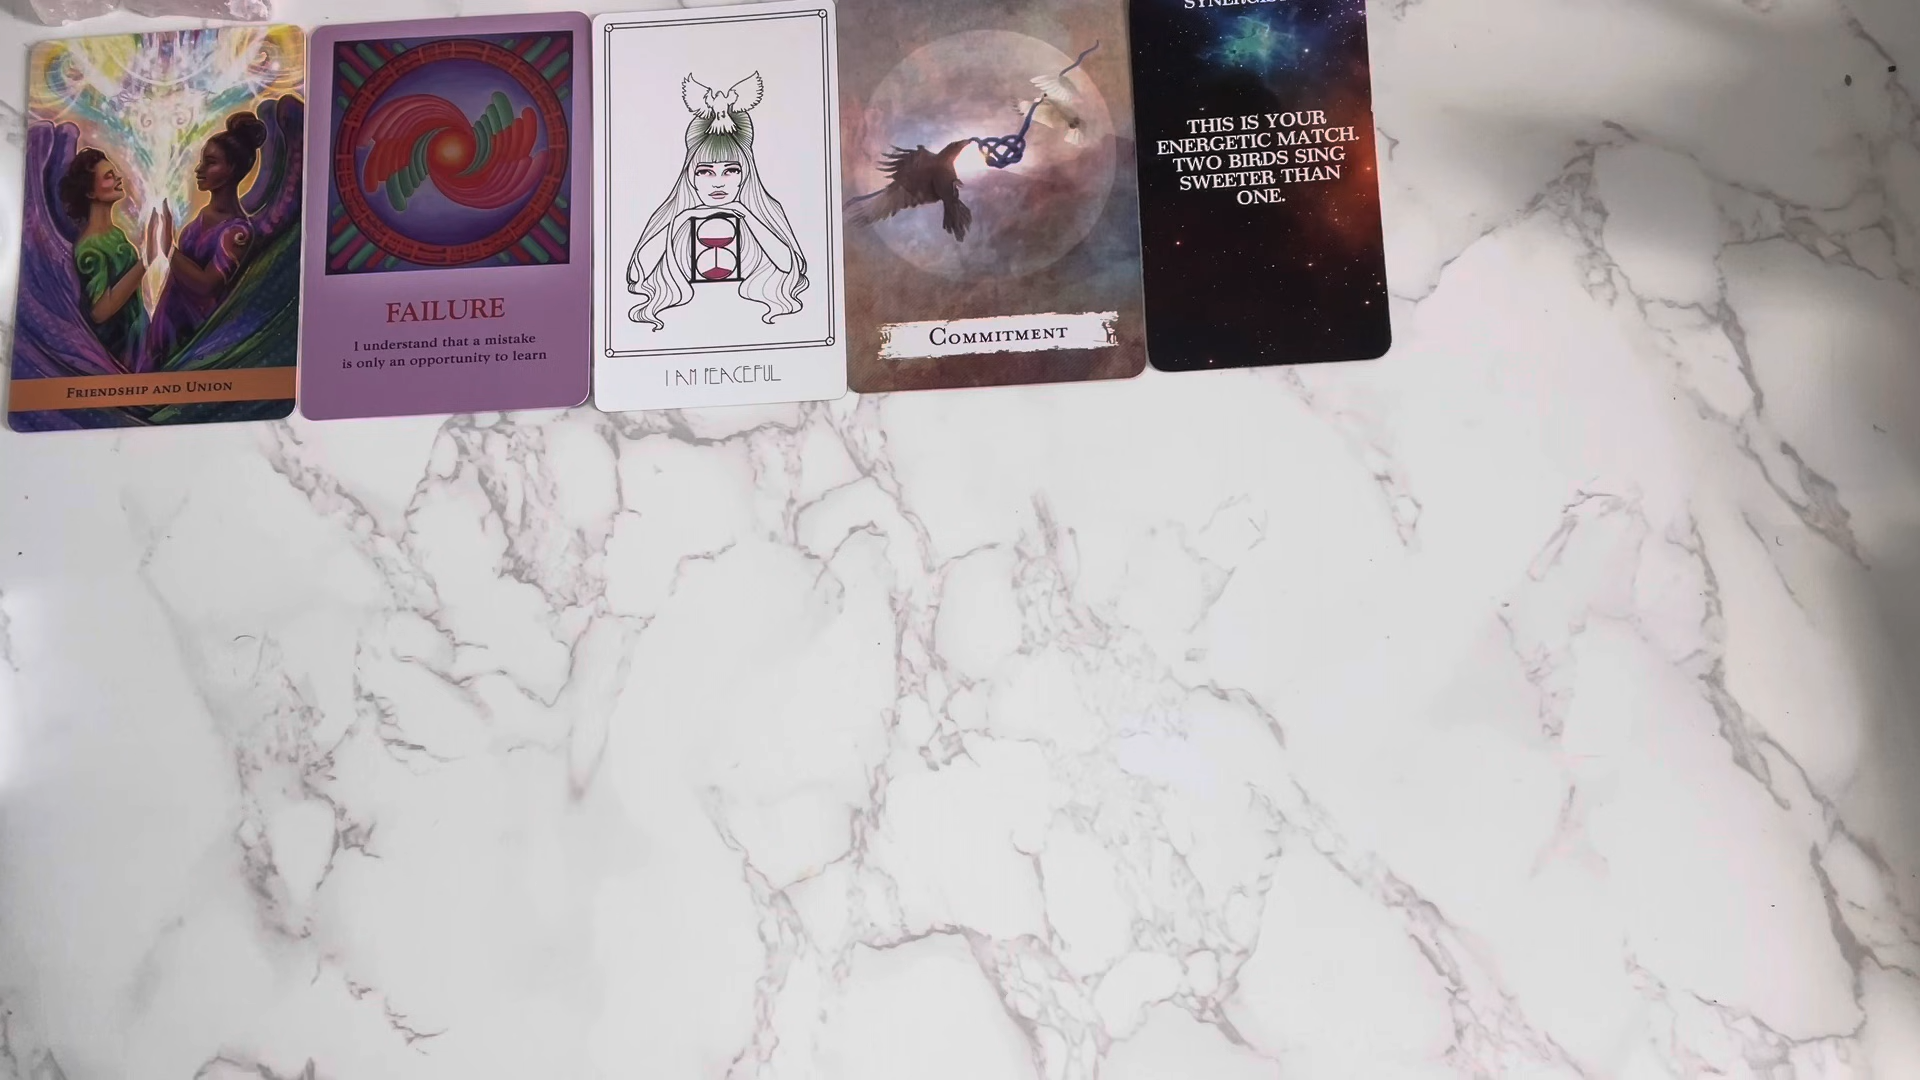 FRIENDSHIP AND UNION
FAILURE
I understand that a mistake
is only an opportunity to learn
I AM PEACEFUL
COMMITMENT
THIS IS YOUR
ENERGETIC MATCH.
TWO BIRDS SING
SWEETER THAN
ONE.